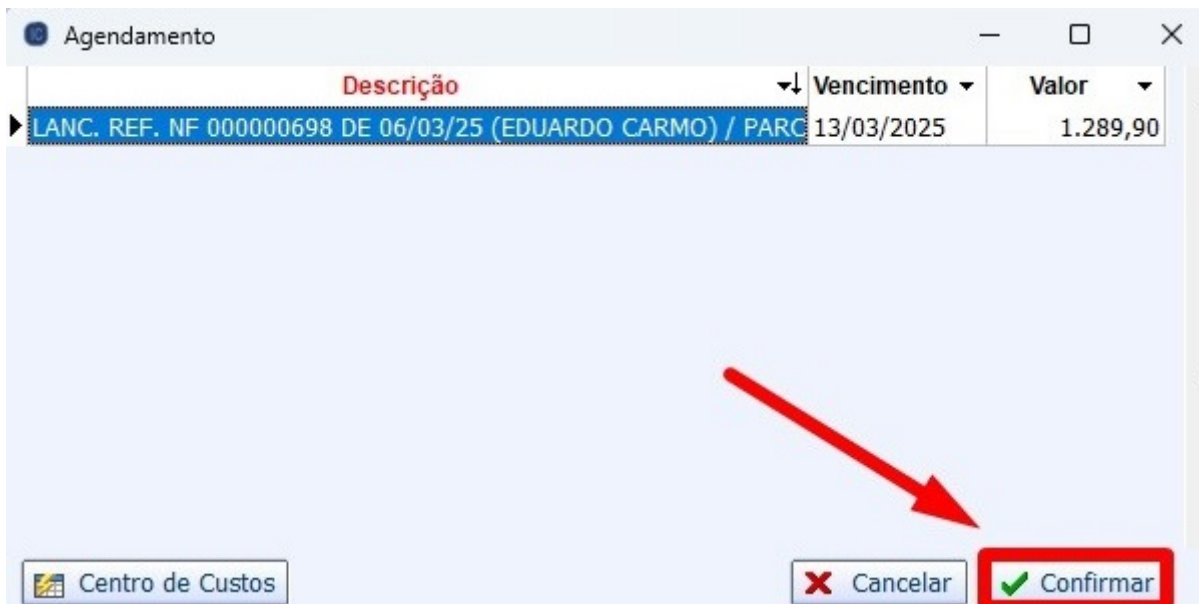 Agendamento
Descrição Vencimento Valor
LANC. REF. NF 000000698 DE 06/03/25 (EDUARDO CARMO) / PARC 13/03/2025 1.289,90
Centro de Custos Cancelar Confirmar